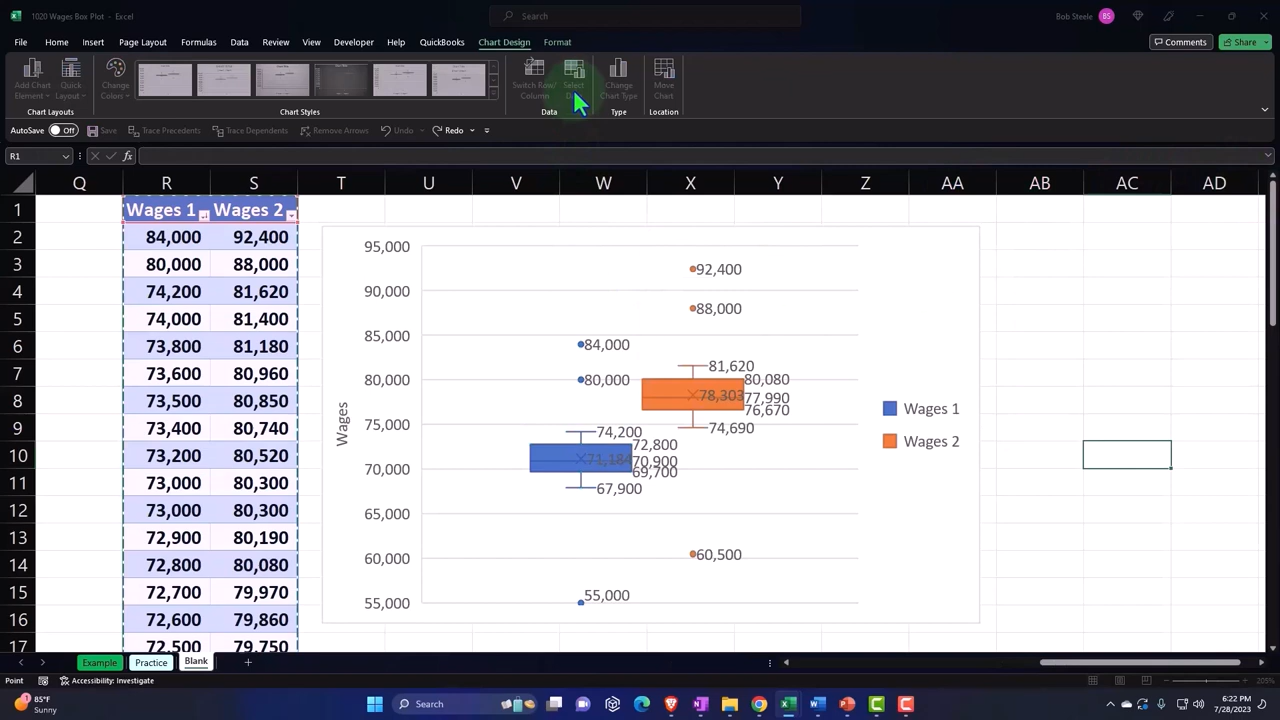 1020 Wages Box Plot - Excel
Search
Bob Steele BS
File Home Insert Page Layout Formulas Data Review View Developer Help QuickBooks Chart Design Format
Comments Share
Add Chart Element
Quick Layout
Change Colors
Switch Row/ Column
Select
Change Chart Type
Move Chart
Chart Layouts Chart Styles Data Type Location
AutoSave Off Save Trace Precedents Trace Dependents Remove Arrows Undo Redo
R1 fx
Q R S T U V W X Y Z AA AB AC AD
1 Wages 1 Wages 2
2 84,000 92,400
3 80,000 88,000
4 74,200 81,620
5 74,000 81,400
6 73,800 81,180
7 73,600 80,960
8 73,500 80,850
9 73,400 80,740
10 73,200 80,520
11 73,000 80,300
12 73,000 80,300
13 72,900 80,190
14 72,800 80,080
15 72,700 79,970
16 72,600 79,860
17 72,500 79,750
95,000
90,000
85,000
80,000
75,000
70,000
65,000
60,000
55,000
Wages
84,000
80,000
74,200
72,800
71,184
70,900
69,700
67,900
55,000
92,400
88,000
81,620
80,080
78,303
77,990
76,670
74,690
60,500
Wages 1
Wages 2
Example Practice Blank
Point Accessibility: Investigate
205%
1
85°F
Sunny
Search
6:22 PM
7/28/2023